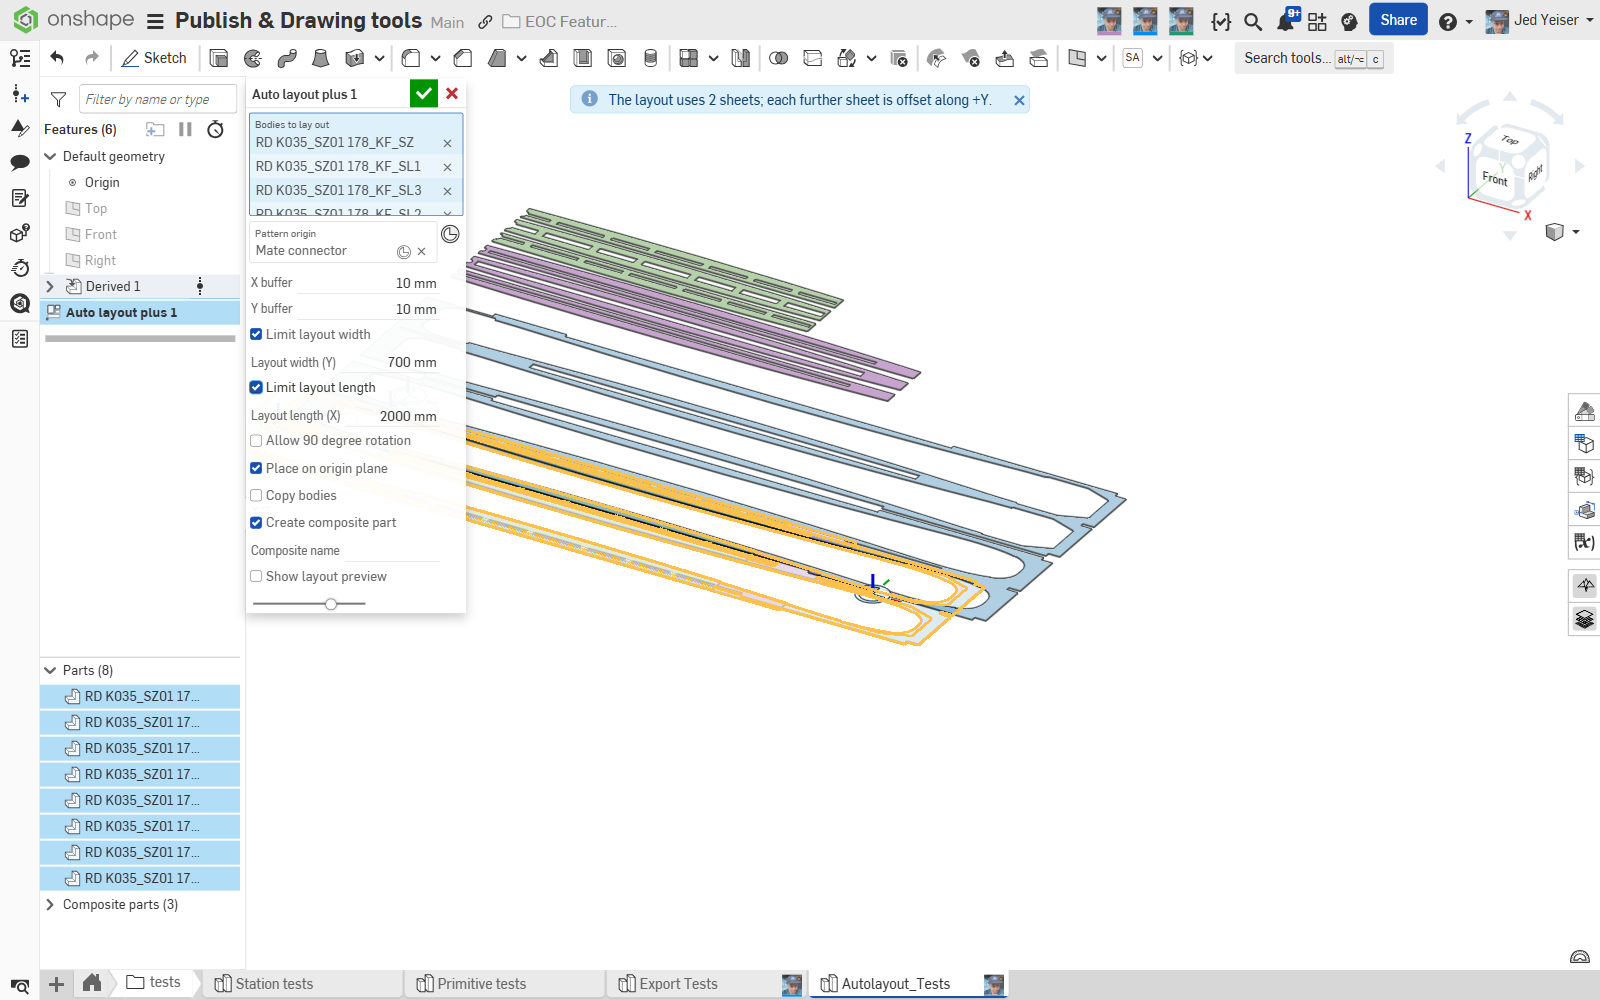 onshape
Publish & Drawing tools
Main
EOC Featur...
9+
Share
Jed Yeiser
Sketch
SA
Search tools...
alt/⌥
c
Filter by name or type
Features (6)
Default geometry
Origin
Top
Front
Right
Derived 1
Auto layout plus 1
Auto layout plus 1
Bodies to lay out
RD K035_SZ01 178_KF_SZ
RD K035_SZ01 178_KF_SL1
RD K035_SZ01 178_KF_SL3
RD K035_SZ01 178_KF_SL2
Pattern origin
Mate connector
X buffer
10 mm
Y buffer
10 mm
Limit layout width
Layout width (Y)
700 mm
Limit layout length
Layout length (X)
2000 mm
Allow 90 degree rotation
Place on origin plane
Copy bodies
Create composite part
Composite name
Show layout preview
The layout uses 2 sheets; each further sheet is offset along +Y.
Z
Top
Y
Front
Right
X
Parts (8)
RD K035_SZ01 17...
RD K035_SZ01 17...
RD K035_SZ01 17...
RD K035_SZ01 17...
RD K035_SZ01 17...
RD K035_SZ01 17...
RD K035_SZ01 17...
RD K035_SZ01 17...
Composite parts (3)
tests
Station tests
Primitive tests
Export Tests
Autolayout_Tests